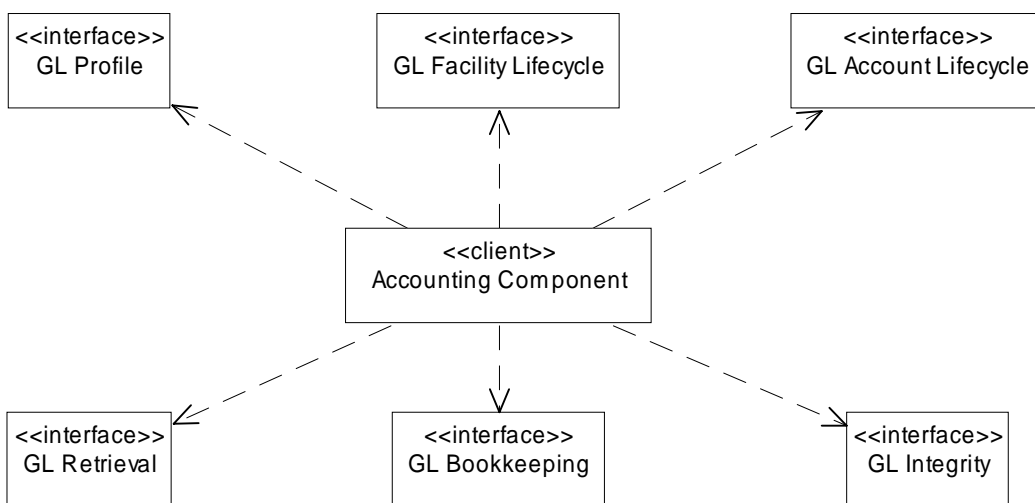 <<interface>>
GL Profile
<<interface>>
GL Facility Lifecycle
<<interface>>
GL Account Lifecycle
<<client>>
Accounting Component
<<interface>>
GL Retrieval
<<interface>>
GL Bookkeeping
<<interface>>
GL Integrity